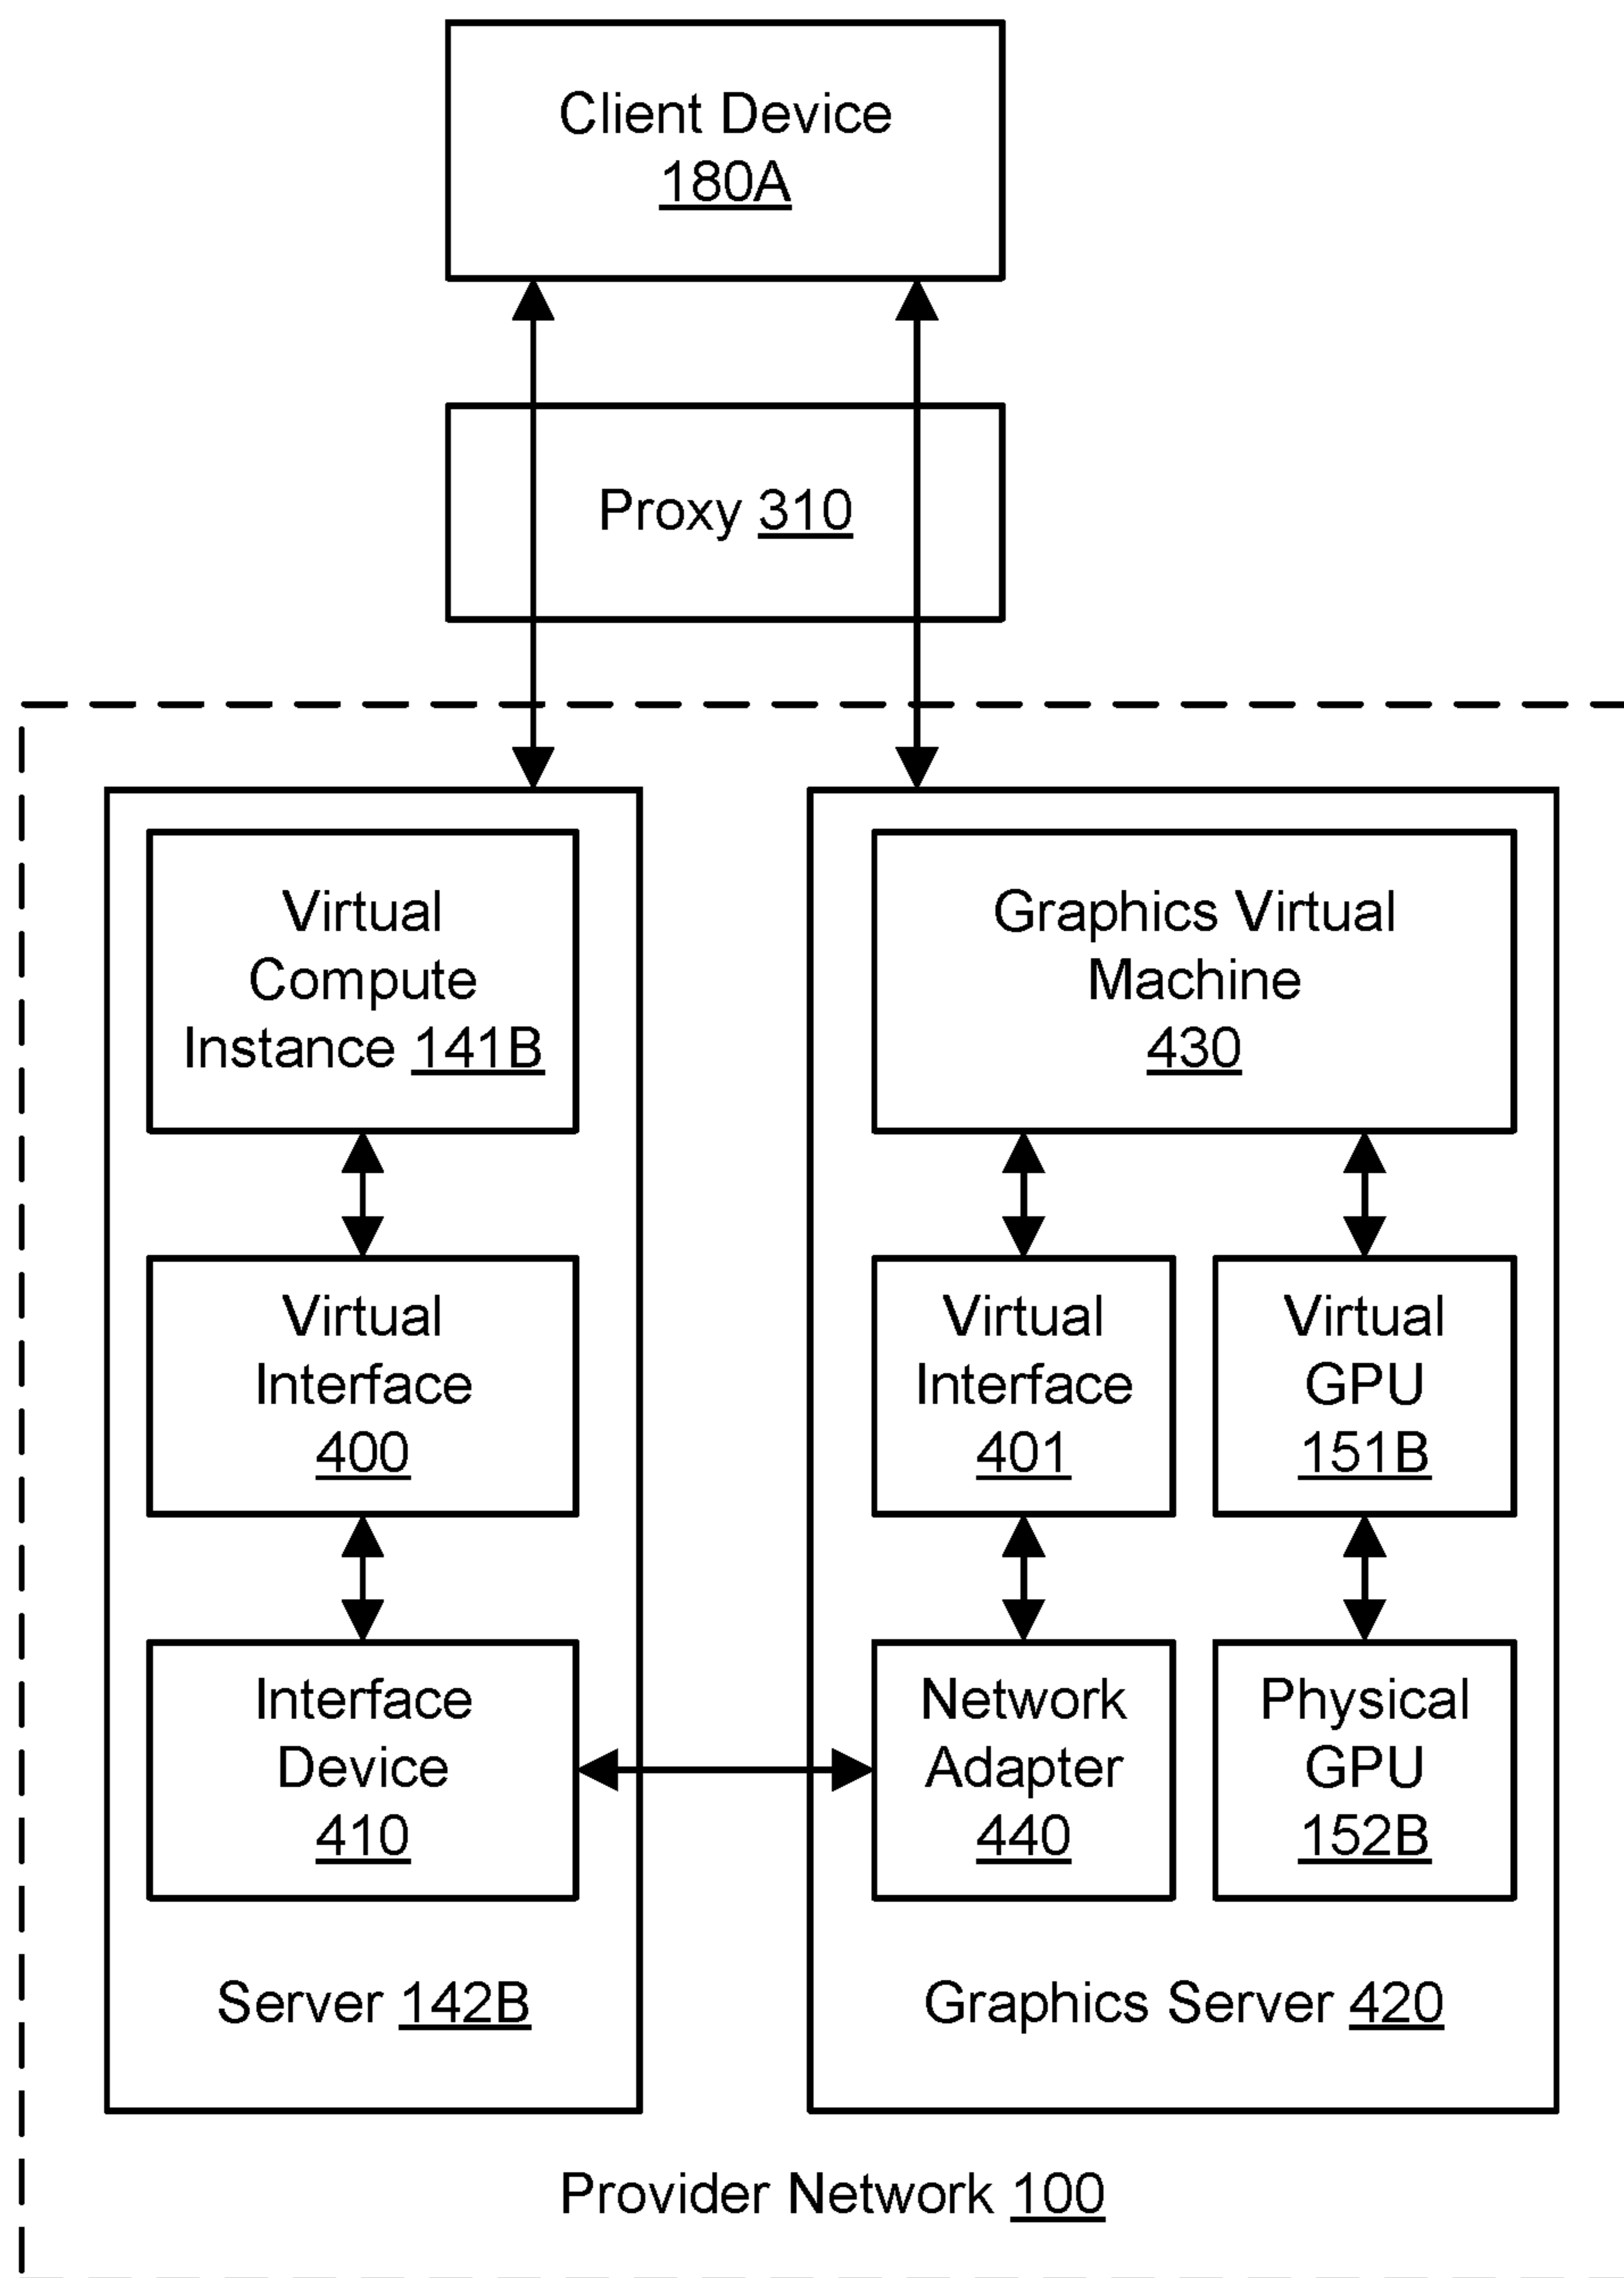 Client Device
180A
Proxy 310
Virtual
Compute
Instance 141B
Graphics Virtual
Machine
430
Virtual
Interface
400
Virtual
Interface
401
Virtual
GPU
151B
Interface
Device
410
Network
Adapter
440
Physical
GPU
152B
Server 142B
Graphics Server 420
Provider Network 100